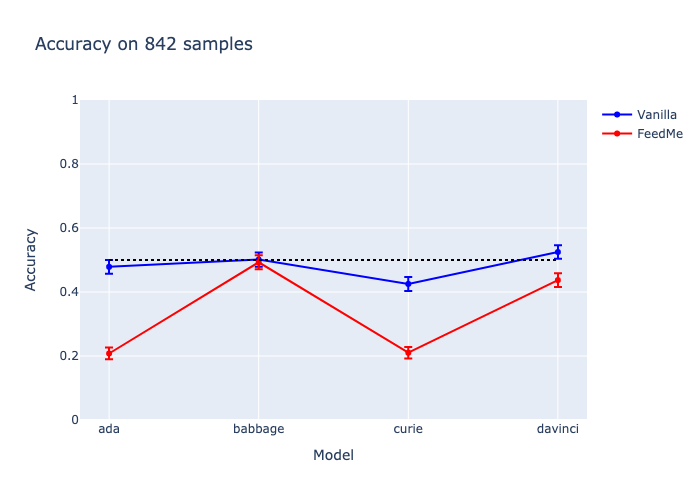 Accuracy on 842 samples
1
0.8
0.6
0.4
0.2
0
Accuracy
ada
babbage
curie
davinci
Model
Vanilla
FeedMe